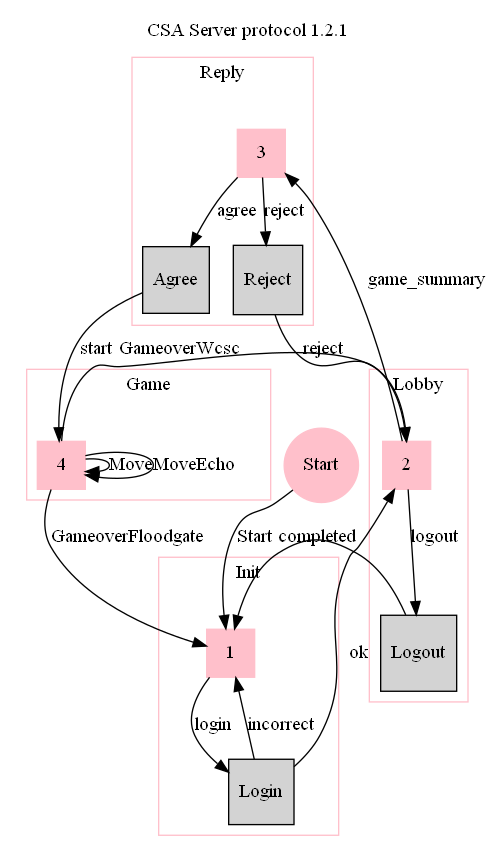 CSA Server protocol 1.2.1
Reply
3
agree
reject
Agree
Reject
game_summary
start
GameoverWcsc
reject
Game
Lobby
4
Move
MoveEcho
Start
2
GameoverFloodgate
Start
completed
logout
Init
1
ok
Logout
login
incorrect
Login